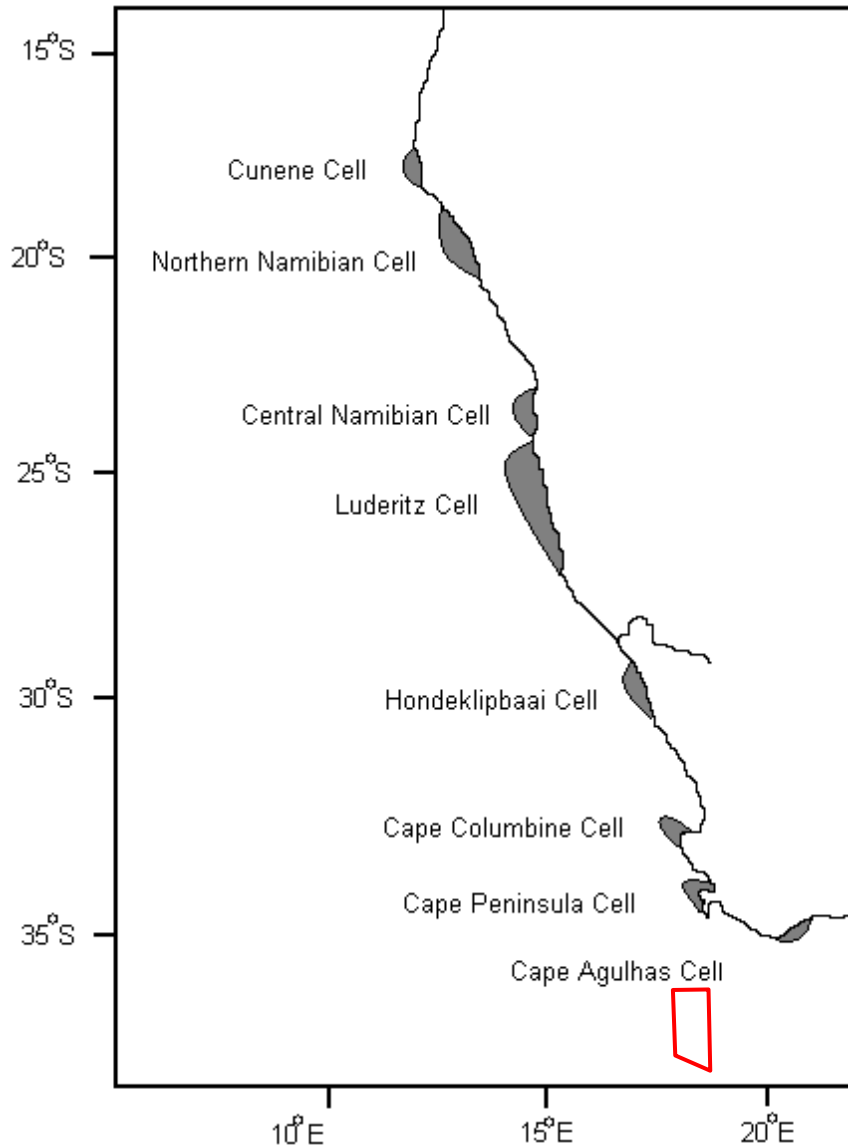 15°S
Cunene Cell
20°S
Northern Namibian Cell
Central Namibian Cell
25°S
Luderitz Cell
30°S
Hondeklipbaai Cell
Cape Columbine Cell
Cape Peninsula Cell
35°S
Cape Agulhas Cell
10°E
15°E
20°E